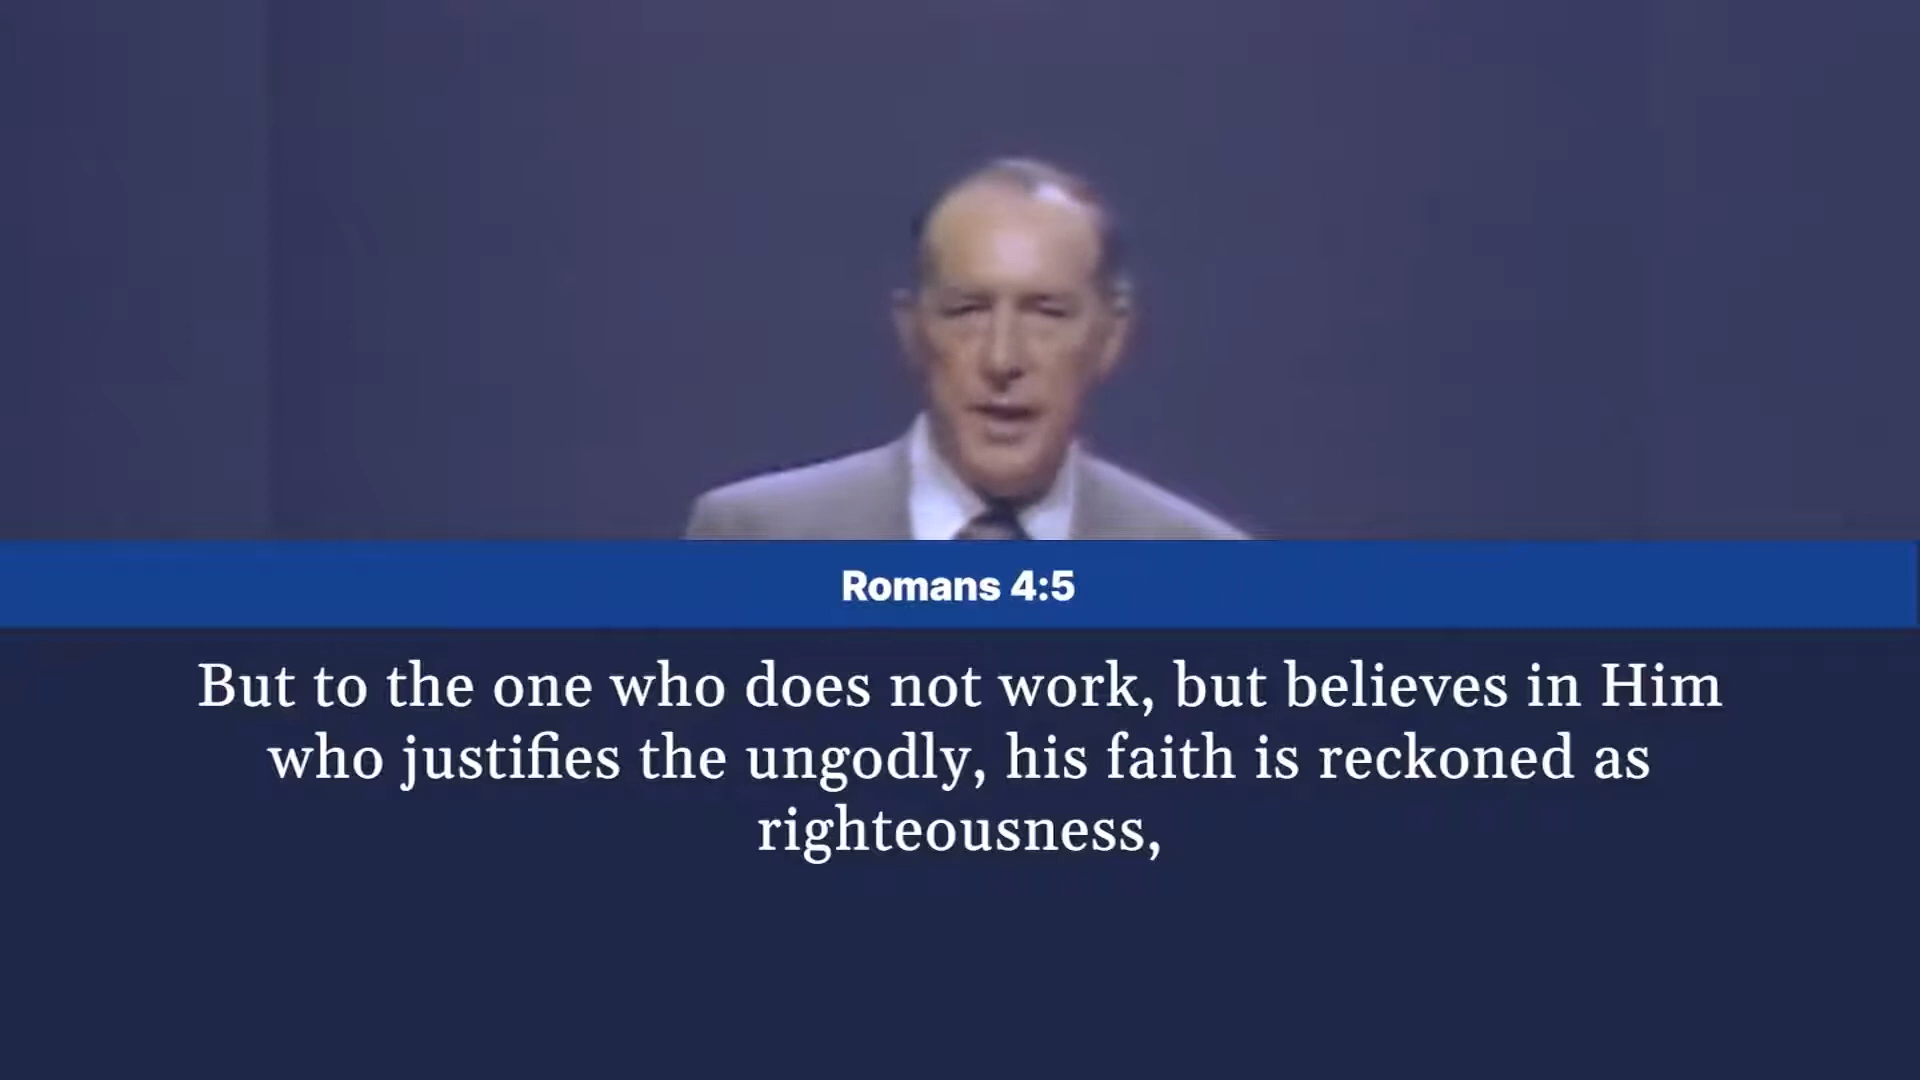 Romans 4:5
But to the one who does not work, but believes in Him
who justifies the ungodly, his faith is reckoned as
righteousness,